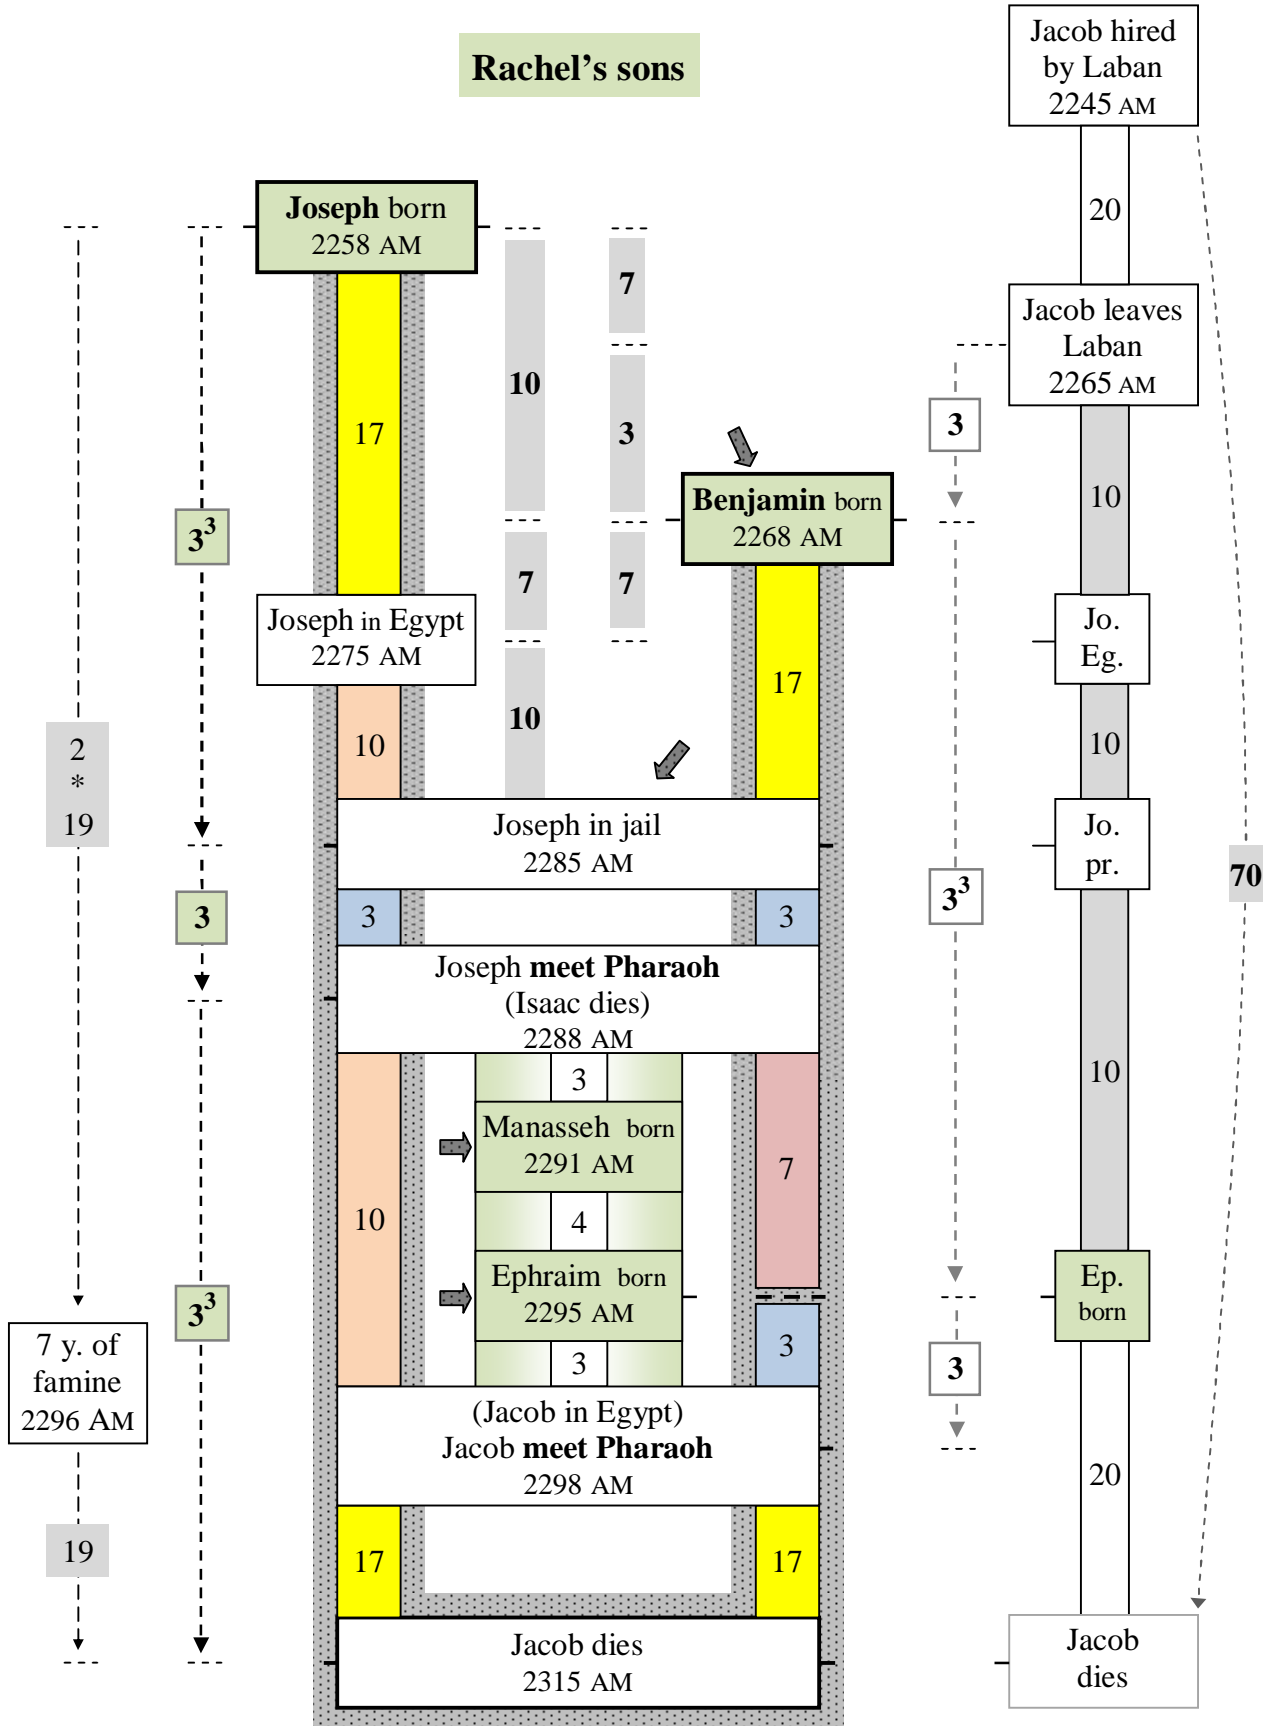 Rachel's sons
Jacob hired
by Laban
2245 AM
20
Joseph born
2258 AM
7
10
3
17
Jacob leaves
Laban
2265 AM
3
10
Benjamin born
2268 AM
3³
7
7
Joseph in Egypt
2275 AM
Jo.
Eg.
17
10
10
10
2
*
19
Joseph in jail
2285 AM
Jo.
pr.
70
3³
3
3
3
Joseph meet Pharaoh
(Isaac dies)
2288 AM
3
10
Manasseh born
2291 AM
7
10
4
Ephraim born
2295 AM
Ep.
born
3³
3
3
3
7 y. of
famine
2296 AM
(Jacob in Egypt)
Jacob meet Pharaoh
2298 AM
20
19
17
17
Jacob dies
2315 AM
Jacob
dies